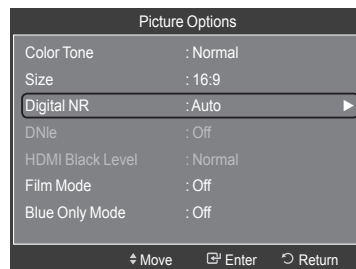 Picture Options
Color Tone : Normal
Size : 16:9
Digital NR : Auto
DNIe : Off
HDMI Black Level : Normal
Film Mode : Off
Blue Only Mode : Off
Move Enter Return